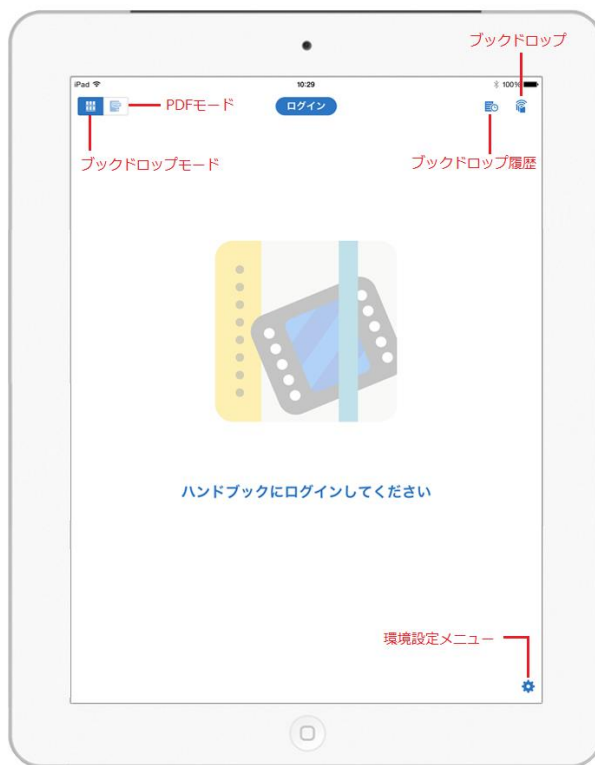 ブックドロップ
iPad 10:29 100%
PDFモード
ログイン
ブックドロップモード
ブックドロップ履歴
ハンドブックにログインしてください
環境設定メニュー